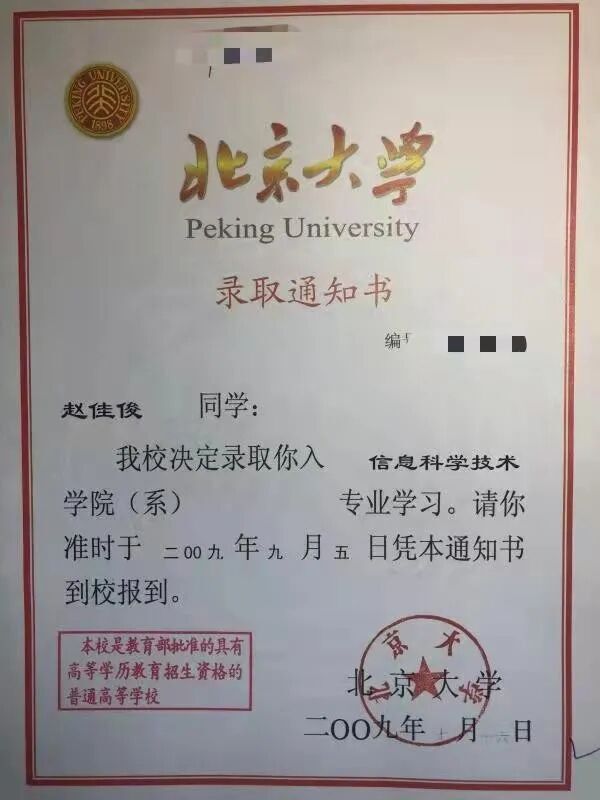 PEKING UNIVERSITY
1898
北京大学
Peking University
录取通知书
编
赵佳俊 同学：
我校决定录取你入 信息科学技术
学院（系） 专业学习。请你
准时于 二00九 年 九 月 五 日凭本通知书
到校报到。
本校是教育部批准的具有
高等学历教育招生资格的
普通高等学校
北京大学
北京大学
二OO九年 月 日